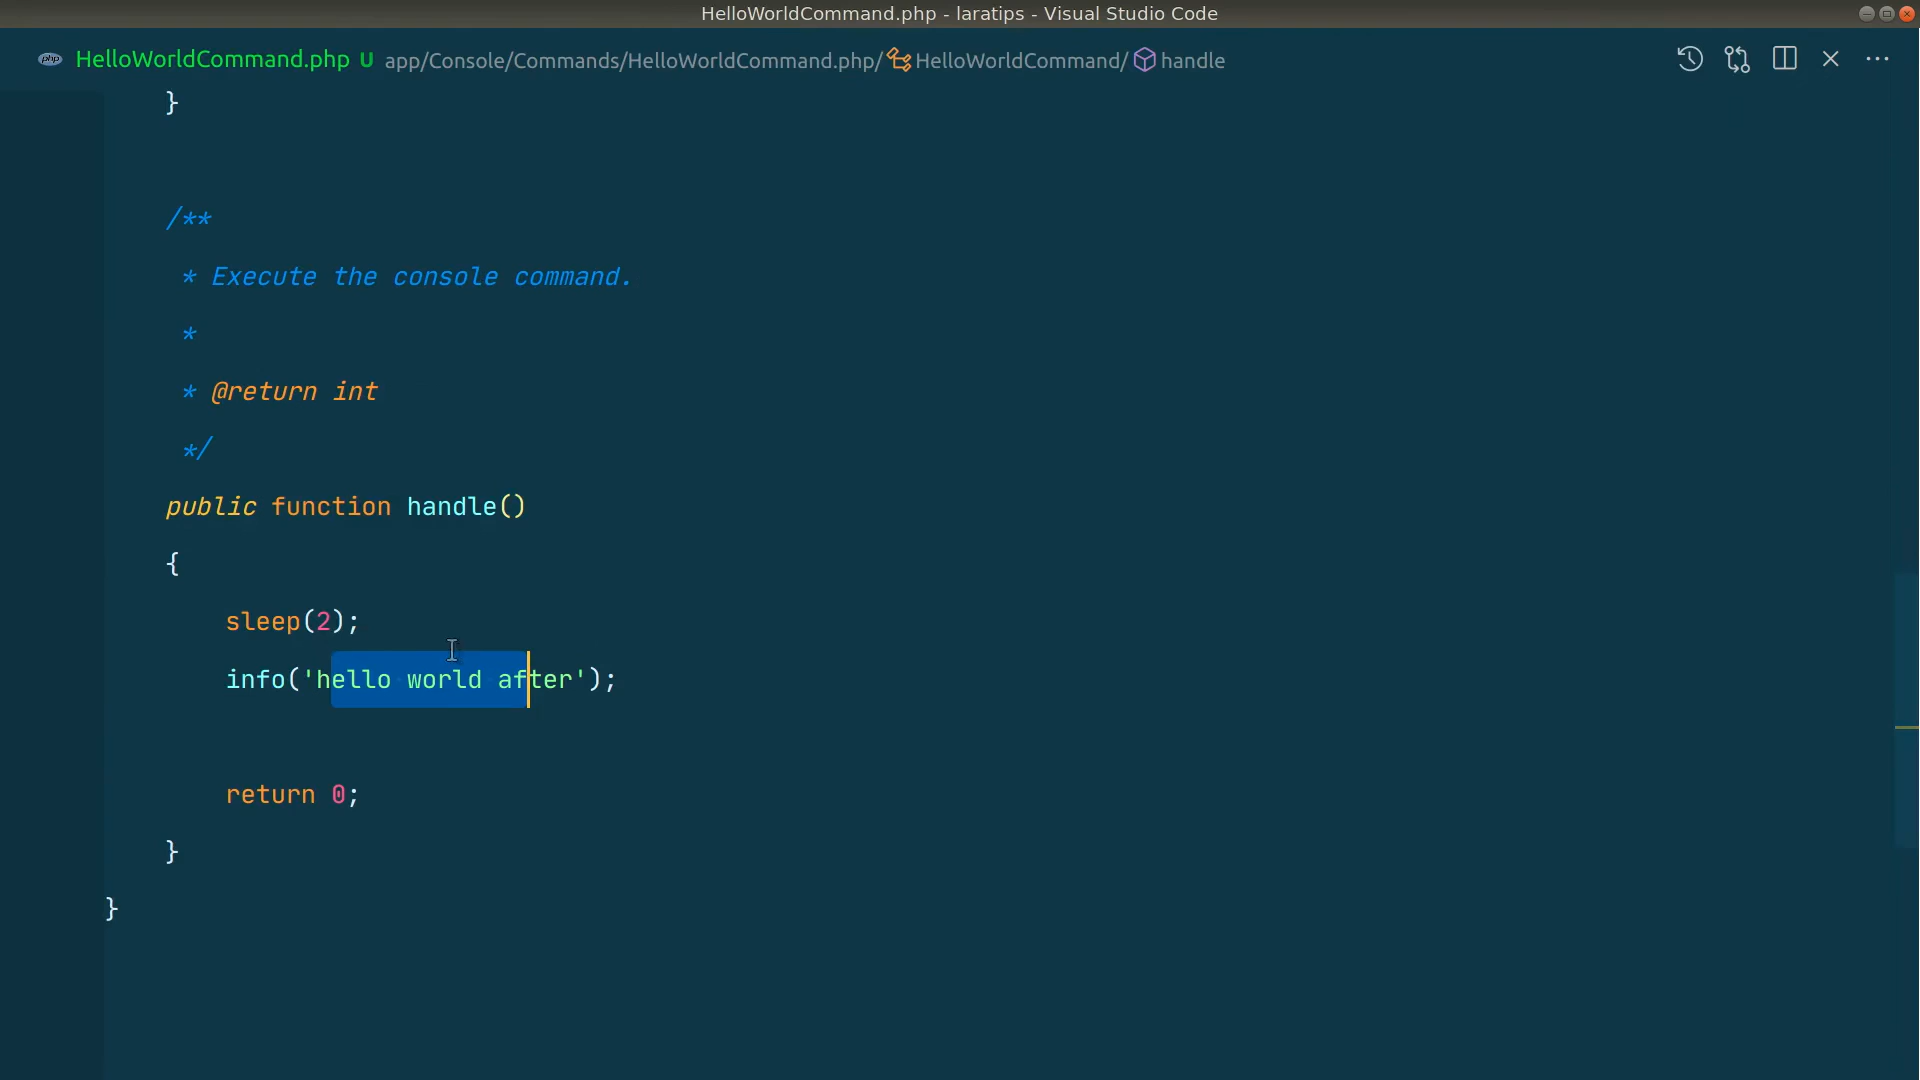 HelloWorldCommand.php - laratips - Visual Studio Code
php HelloWorldCommand.php U app/Console/Commands/HelloWorldCommand.php/ HelloWorldCommand/ handle
}
/**
* Execute the console command.
*
* @return int
*/
public function handle()
{
sleep(2);
info('hello world after');
return 0;
}
}